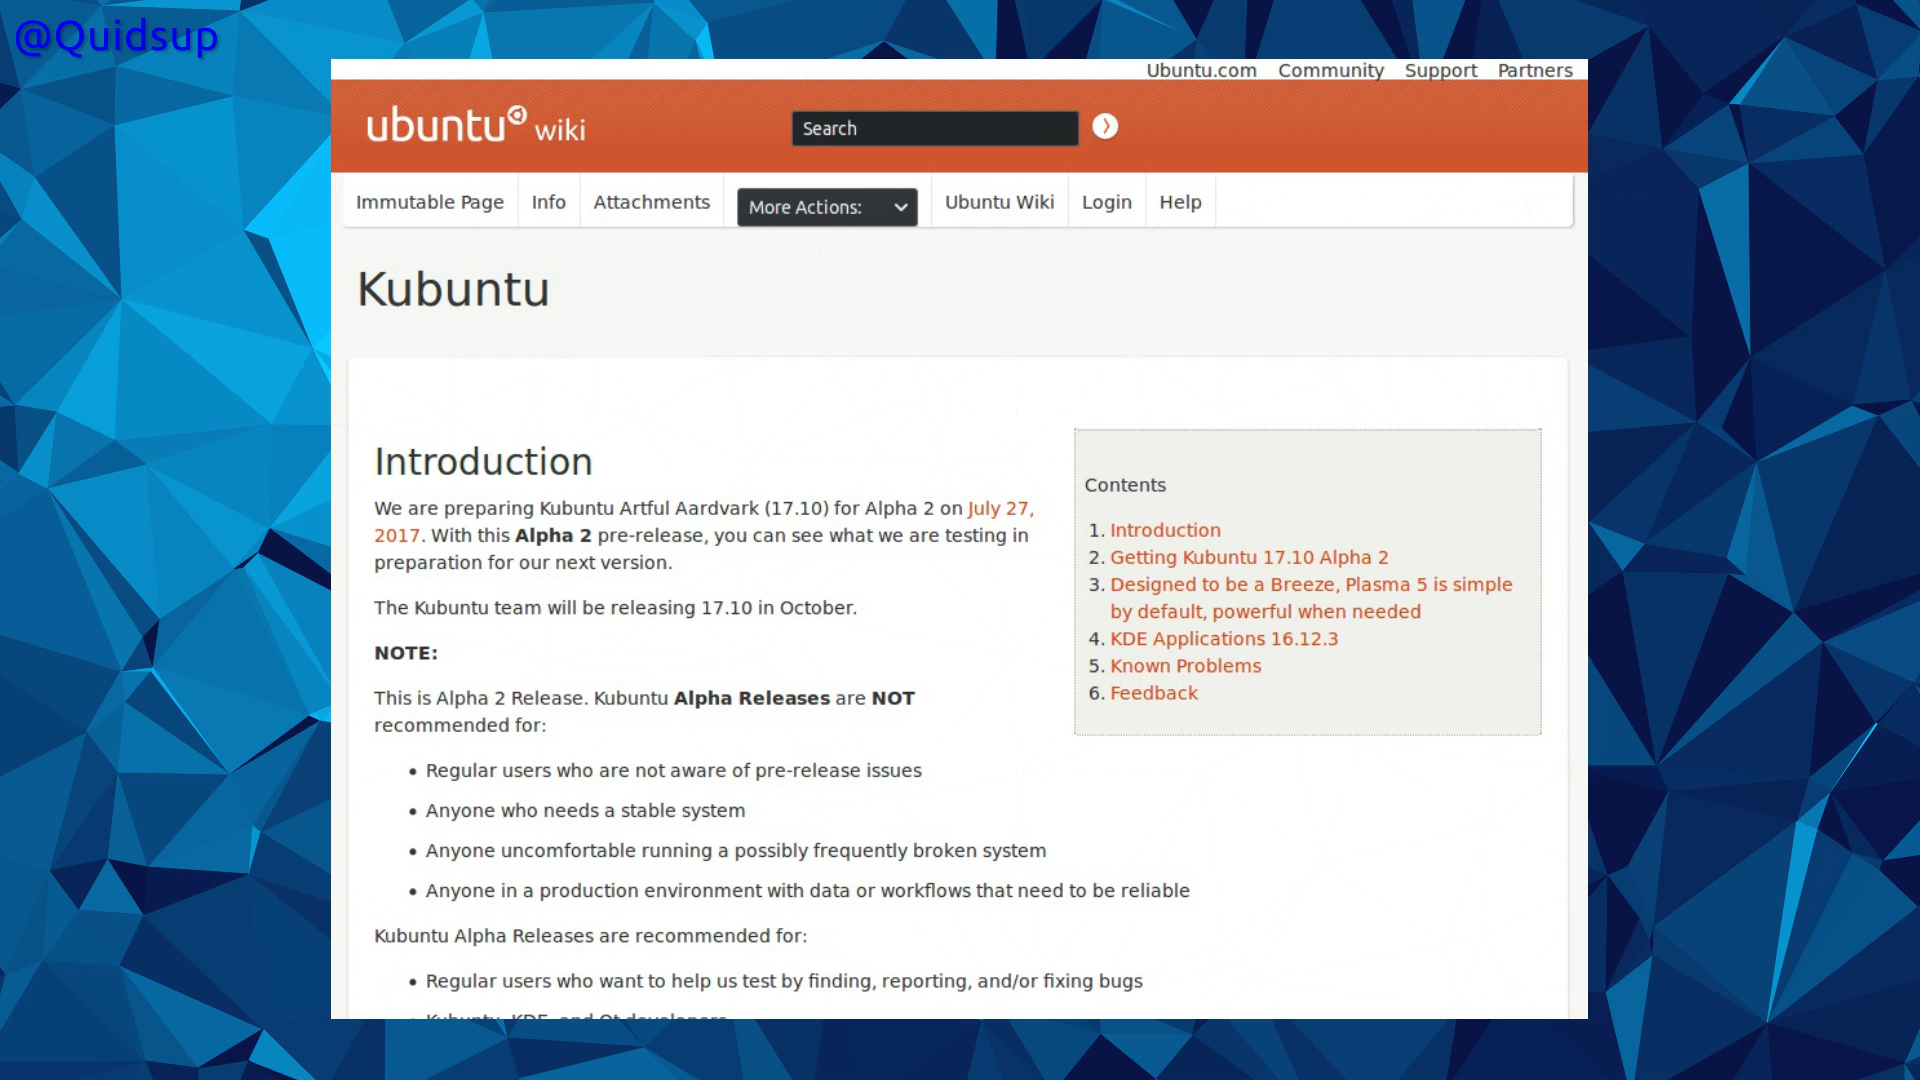 @Quidsup
Ubuntu.com Community Support Partners
ubuntu wiki
Search
Immutable Page Info Attachments More Actions: Ubuntu Wiki Login Help
Kubuntu
Introduction
We are preparing Kubuntu Artful Aardvark (17.10) for Alpha 2 on July 27,
2017. With this Alpha 2 pre-release, you can see what we are testing in
preparation for our next version.
The Kubuntu team will be releasing 17.10 in October.
NOTE:
This is Alpha 2 Release. Kubuntu Alpha Releases are NOT
recommended for:
• Regular users who are not aware of pre-release issues
• Anyone who needs a stable system
• Anyone uncomfortable running a possibly frequently broken system
• Anyone in a production environment with data or workflows that need to be reliable
Kubuntu Alpha Releases are recommended for:
• Regular users who want to help us test by finding, reporting, and/or fixing bugs
• Kubuntu, KDE, and Qt developers
Contents
1. Introduction
2. Getting Kubuntu 17.10 Alpha 2
3. Designed to be a Breeze, Plasma 5 is simple
by default, powerful when needed
4. KDE Applications 16.12.3
5. Known Problems
6. Feedback